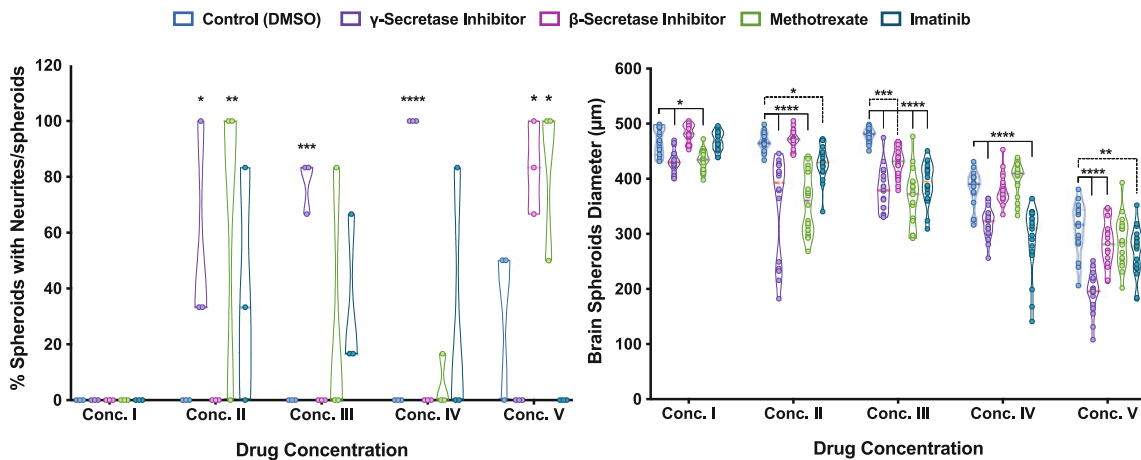 Control (DMSO) γ-Secretase Inhibitor β-Secretase Inhibitor Methotrexate Imatinib
% Spheroids with Neurites/spheroids
120
100
80
60
40
20
0
* ** *** **** * *
Conc. I Conc. II Conc. III Conc. IV Conc. V
Drug Concentration
Brain Spheroids Diameter (µm)
600
500
400
300
200
100
0
* * **** *** **** **** ** ****
Conc. I Conc. II Conc. III Conc. IV Conc. V
Drug Concentration